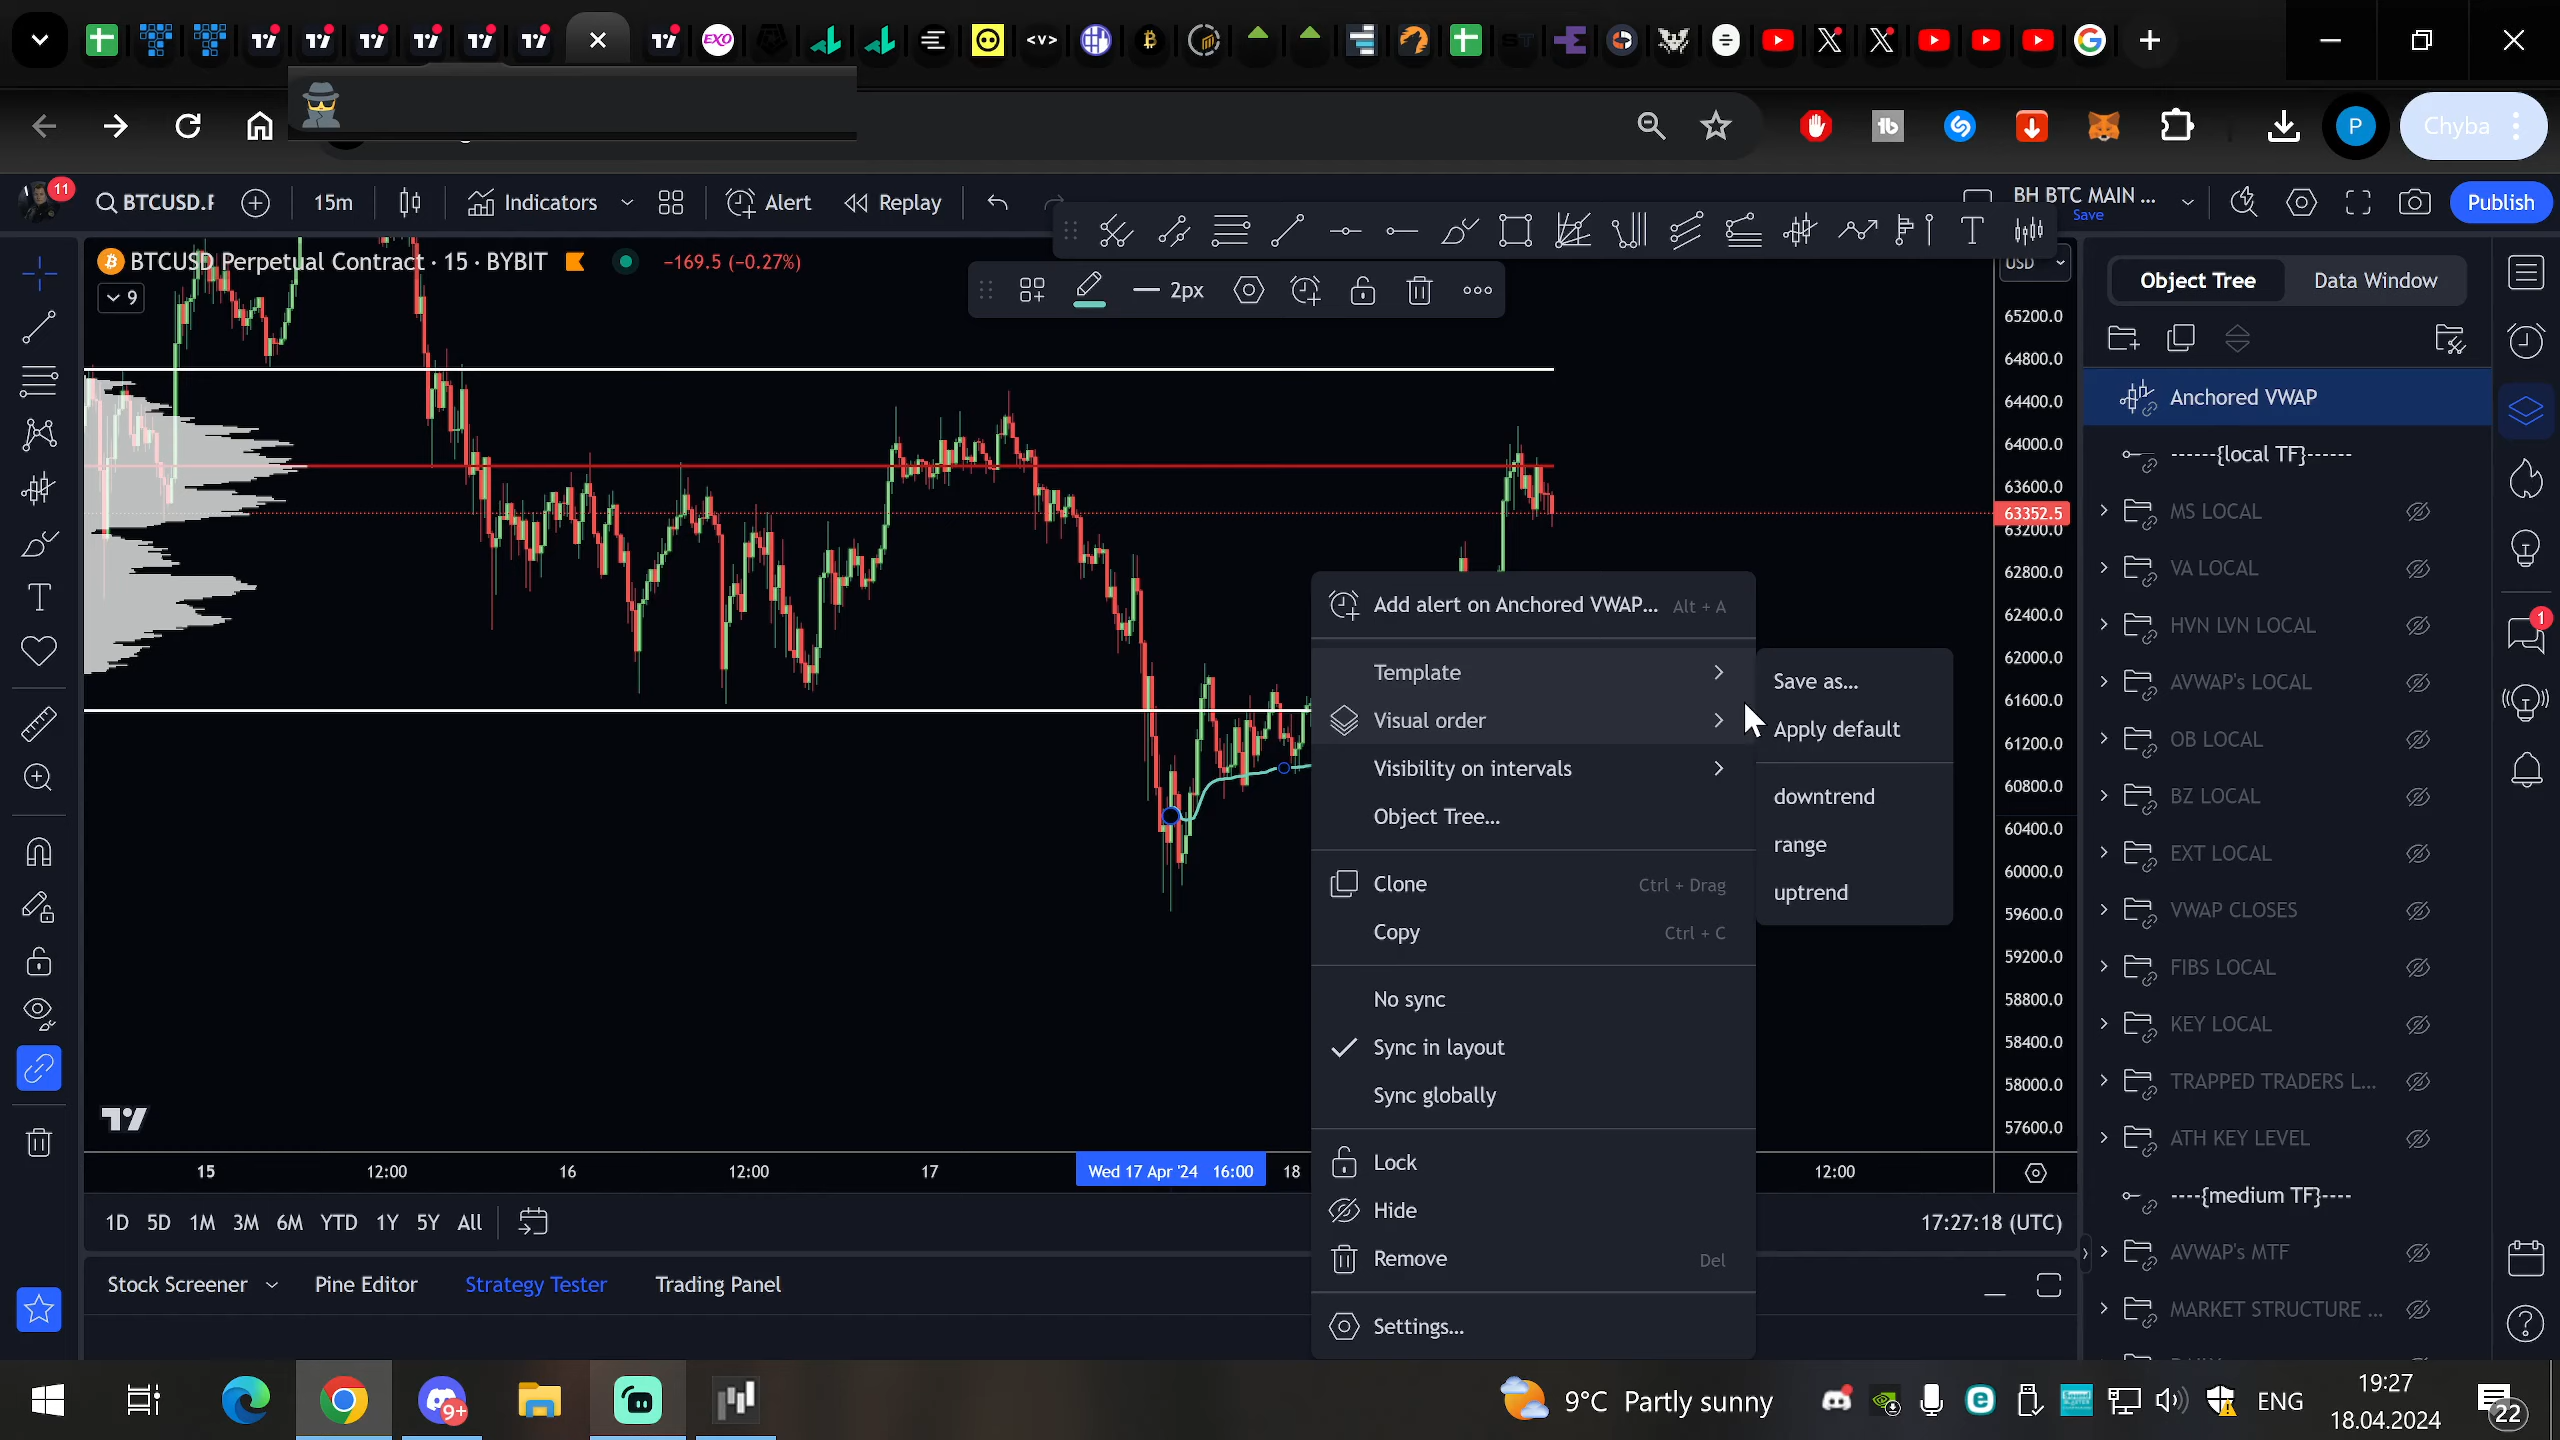 EXO
<v>
Chyba
P
11
BTCUSD.P
15m
Indicators
Alert
Replay
BH BTC MAIN ...
Save
Publish
BTCUSD Perpetual Contract · 15 · BYBIT
−169.5 (−0.27%)
9
2px
USD
65200.0
64800.0
64400.0
64000.0
63600.0
63352.5
63200.0
62800.0
62400.0
62000.0
61600.0
61200.0
60800.0
60400.0
60000.0
59600.0
59200.0
58800.0
58400.0
58000.0
57600.0
Object Tree
Data Window
Anchored VWAP
------{local TF}------
MS LOCAL
VA LOCAL
HVN LVN LOCAL
AVWAP's LOCAL
OB LOCAL
BZ LOCAL
EXT LOCAL
VWAP CLOSES
FIBS LOCAL
KEY LOCAL
TRAPPED TRADERS L...
ATH KEY LEVEL
----{medium TF}----
AVWAP's MTF
MARKET STRUCTURE ...
1
Add alert on Anchored VWAP... Alt + A
Template
Visual order
Visibility on intervals
Object Tree...
Clone Ctrl + Drag
Copy Ctrl + C
No sync
Sync in layout
Sync globally
Lock
Hide
Remove Del
Settings...
Save as...
Apply default
downtrend
range
uptrend
15 12:00 16 12:00 17 Wed 17 Apr '24 16:00 18 12:00
1D 5D 1M 3M 6M YTD 1Y 5Y All
17:27:18 (UTC)
Stock Screener
Pine Editor
Strategy Tester
Trading Panel
9+
9°C Partly sunny
ENG
19:27
18.04.2024
22